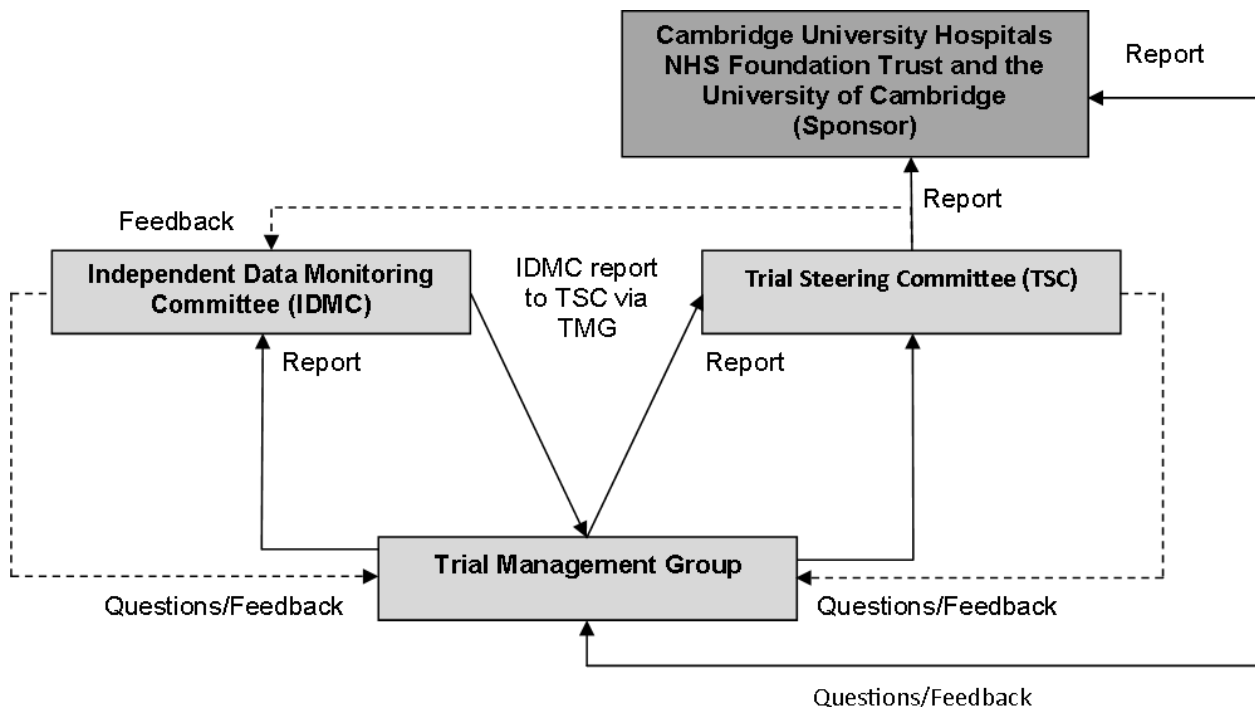 Cambridge University Hospitals
NHS Foundation Trust and the
University of Cambridge
(Sponsor)
Report
Report
Feedback
Independent Data Monitoring
Committee (IDMC)
IDMC report
to TSC via
TMG
Trial Steering Committee (TSC)
Report
Report
Trial Management Group
Questions/Feedback
Questions/Feedback
Questions/Feedback